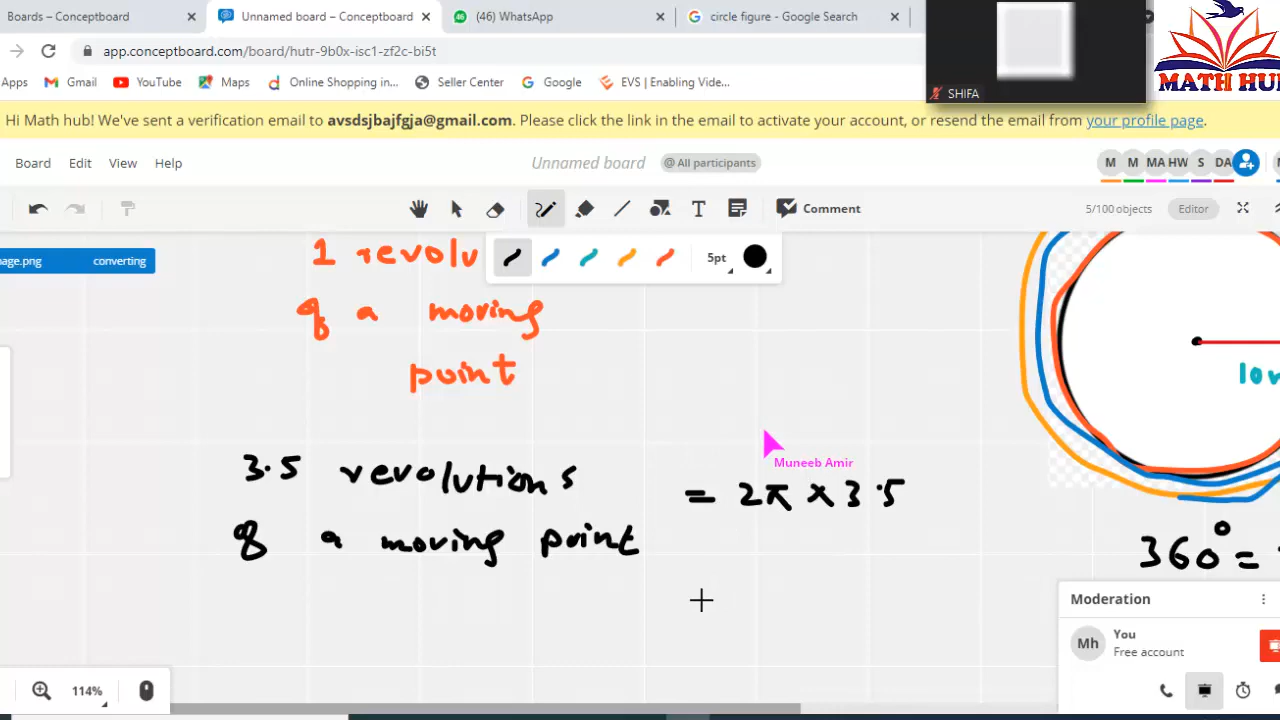 Boards – Conceptboard
Unnamed board – Conceptboard
46
(46) WhatsApp
circle figure - Google Search
app.conceptboard.com/board/hutr-9b0x-isc1-zf2c-bi5t
Apps
Gmail
YouTube
Maps
Online Shopping in...
Seller Center
Google
EVS | Enabling Vide...
SHIFA
MATH HU
Hi Math hub! We've sent a verification email to avsdsjbajfgja@gmail.com. Please click the link in the email to activate your account, or resend the email from your profile page.
Board
Edit
View
Help
Unnamed board
@ All participants
M
M
MA
HW
S
DA
T
Comment
5/100 objects
Editor
5pt
age.png
converting
1 revolu
of a moving
point
3.5 revolutions
of a moving point
= 2π × 3.5
Muneeb Amir
360° =
Moderation
Mh
You
Free account
114%